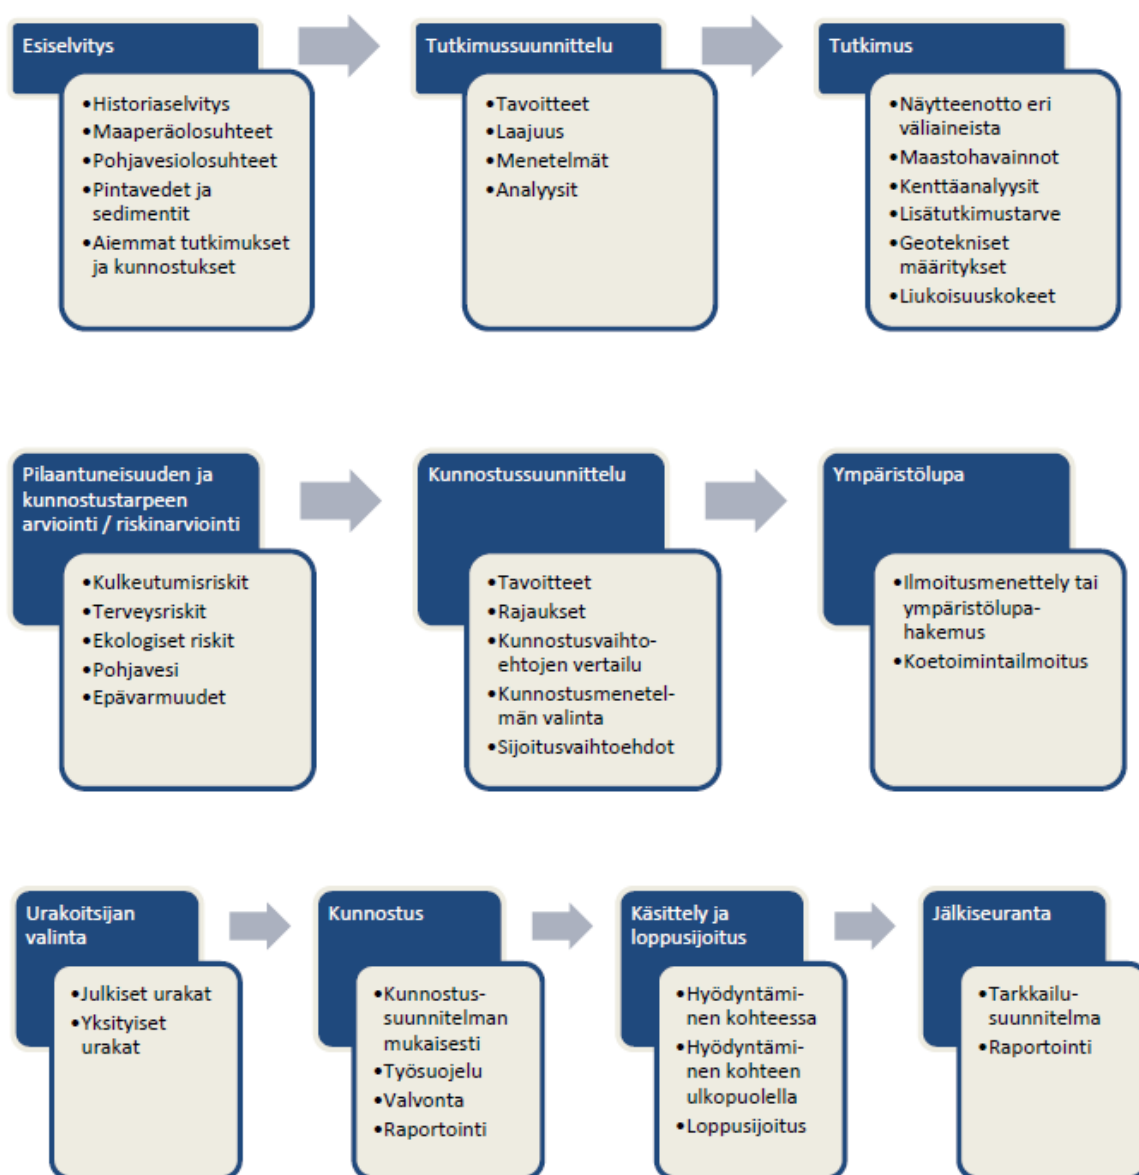 Esiselvitys
•Historiaselvitys
•Maaperäolosuhteet
•Pohjavesiolosuhteet
•Pintavedet ja
sedimentit
•Aiemmat tutkimukset
ja kunnostukset
Tutkimussuunnittelu
•Tavoitteet
•Laajuus
•Menetelmät
•Analyysit
Tutkimus
•Näytteenotto eri
väliaineista
•Maastohavainnot
•Kenttäanalyysit
•Lisätutkimustarve
•Geotekniset
määritykset
•Liukoisuuskokeet
Pilaantuneisuuden ja
kunnostustarpeen
arviointi / riskinarviointi
•Kulkeutumisriskit
•Terveysriskit
•Ekologiset riskit
•Pohjavesi
•Epävarmuudet
Kunnostussuunnittelu
•Tavoitteet
•Rajaukset
•Kunnostusvaihto-
ehtojen vertailu
•Kunnostusmenetel-
män valinta
•Sijoitusvaihtoehdot
Ympäristölupa
•Ilmoitusmenettely tai
ympäristölupa-
hakemus
•Koetoimintailmoitus
Urakoitsijan
valinta
•Julkiset urakat
•Yksityiset
urakat
Kunnostus
•Kunnostus-
suunnitelman
mukaisesti
•Työsuojelu
•Valvonta
•Raportointi
Käsittely ja
loppusijoitus
•Hyödyntämi-
nen kohteessa
•Hyödyntämi-
nen kohteen
ulkopuolella
•Loppusijoitus
Jälkiseuranta
•Tarkkailu-
suunnitelma
•Raportointi